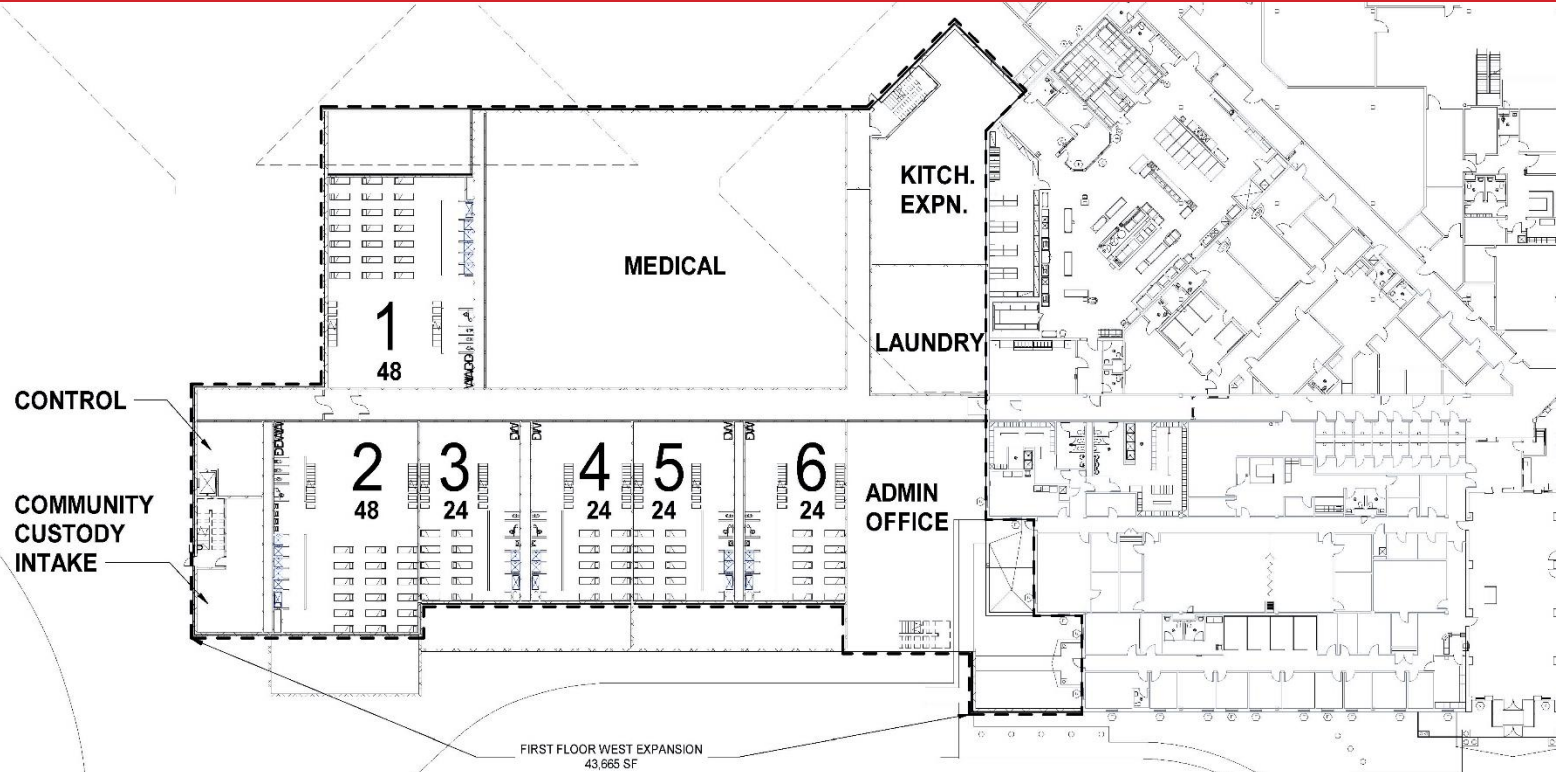 KITCH.
EXPN.
MEDICAL
LAUNDRY
1
48
CONTROL
COMMUNITY
CUSTODY
INTAKE
2
48
3
24
4
24
5
24
6
24
ADMIN
OFFICE
FIRST FLOOR WEST EXPANSION
43,665 SF